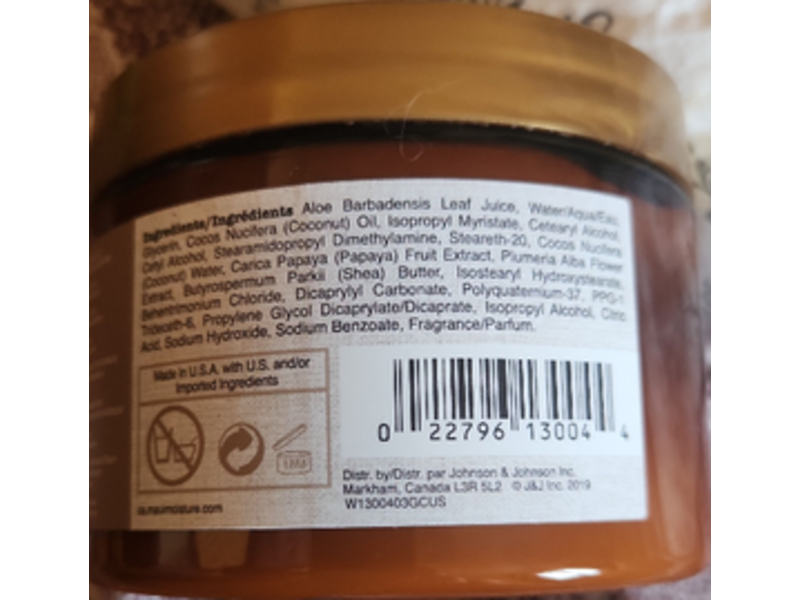 Ingredients/Ingrédients Aloe Barbadensis Leaf Juice, Water/Aqua/Eau,
Glycerin, Cocos Nucifera (Coconut) Oil, Isopropyl Myristate, Cetearyl Alcohol,
Cetyl Alcohol, Stearamidopropyl Dimethylamine, Steareth-20, Cocos Nucifera
(Coconut) Water, Carica Papaya (Papaya) Fruit Extract, Plumeria Alba Flower
Extract, Butyrospermum Parkii (Shea) Butter, Isostearyl Hydroxystearate,
Behentrimonium Chloride, Dicaprylyl Carbonate, Polyquaternium-37, PPG-1
Trideceth-6, Propylene Glycol Dicaprylate/Dicaprate, Isopropyl Alcohol, Citric
Acid, Sodium Hydroxide, Sodium Benzoate, Fragrance/Parfum.
Made in U.S.A. with U.S. and/or
Imported Ingredients
0 22796 13004 4
Distr. by/Distr. par Johnson & Johnson Inc.
Markham, Canada L3R 5L2 © J&J Inc. 2019
W1300403GCUS
ca.mauimoisture.com